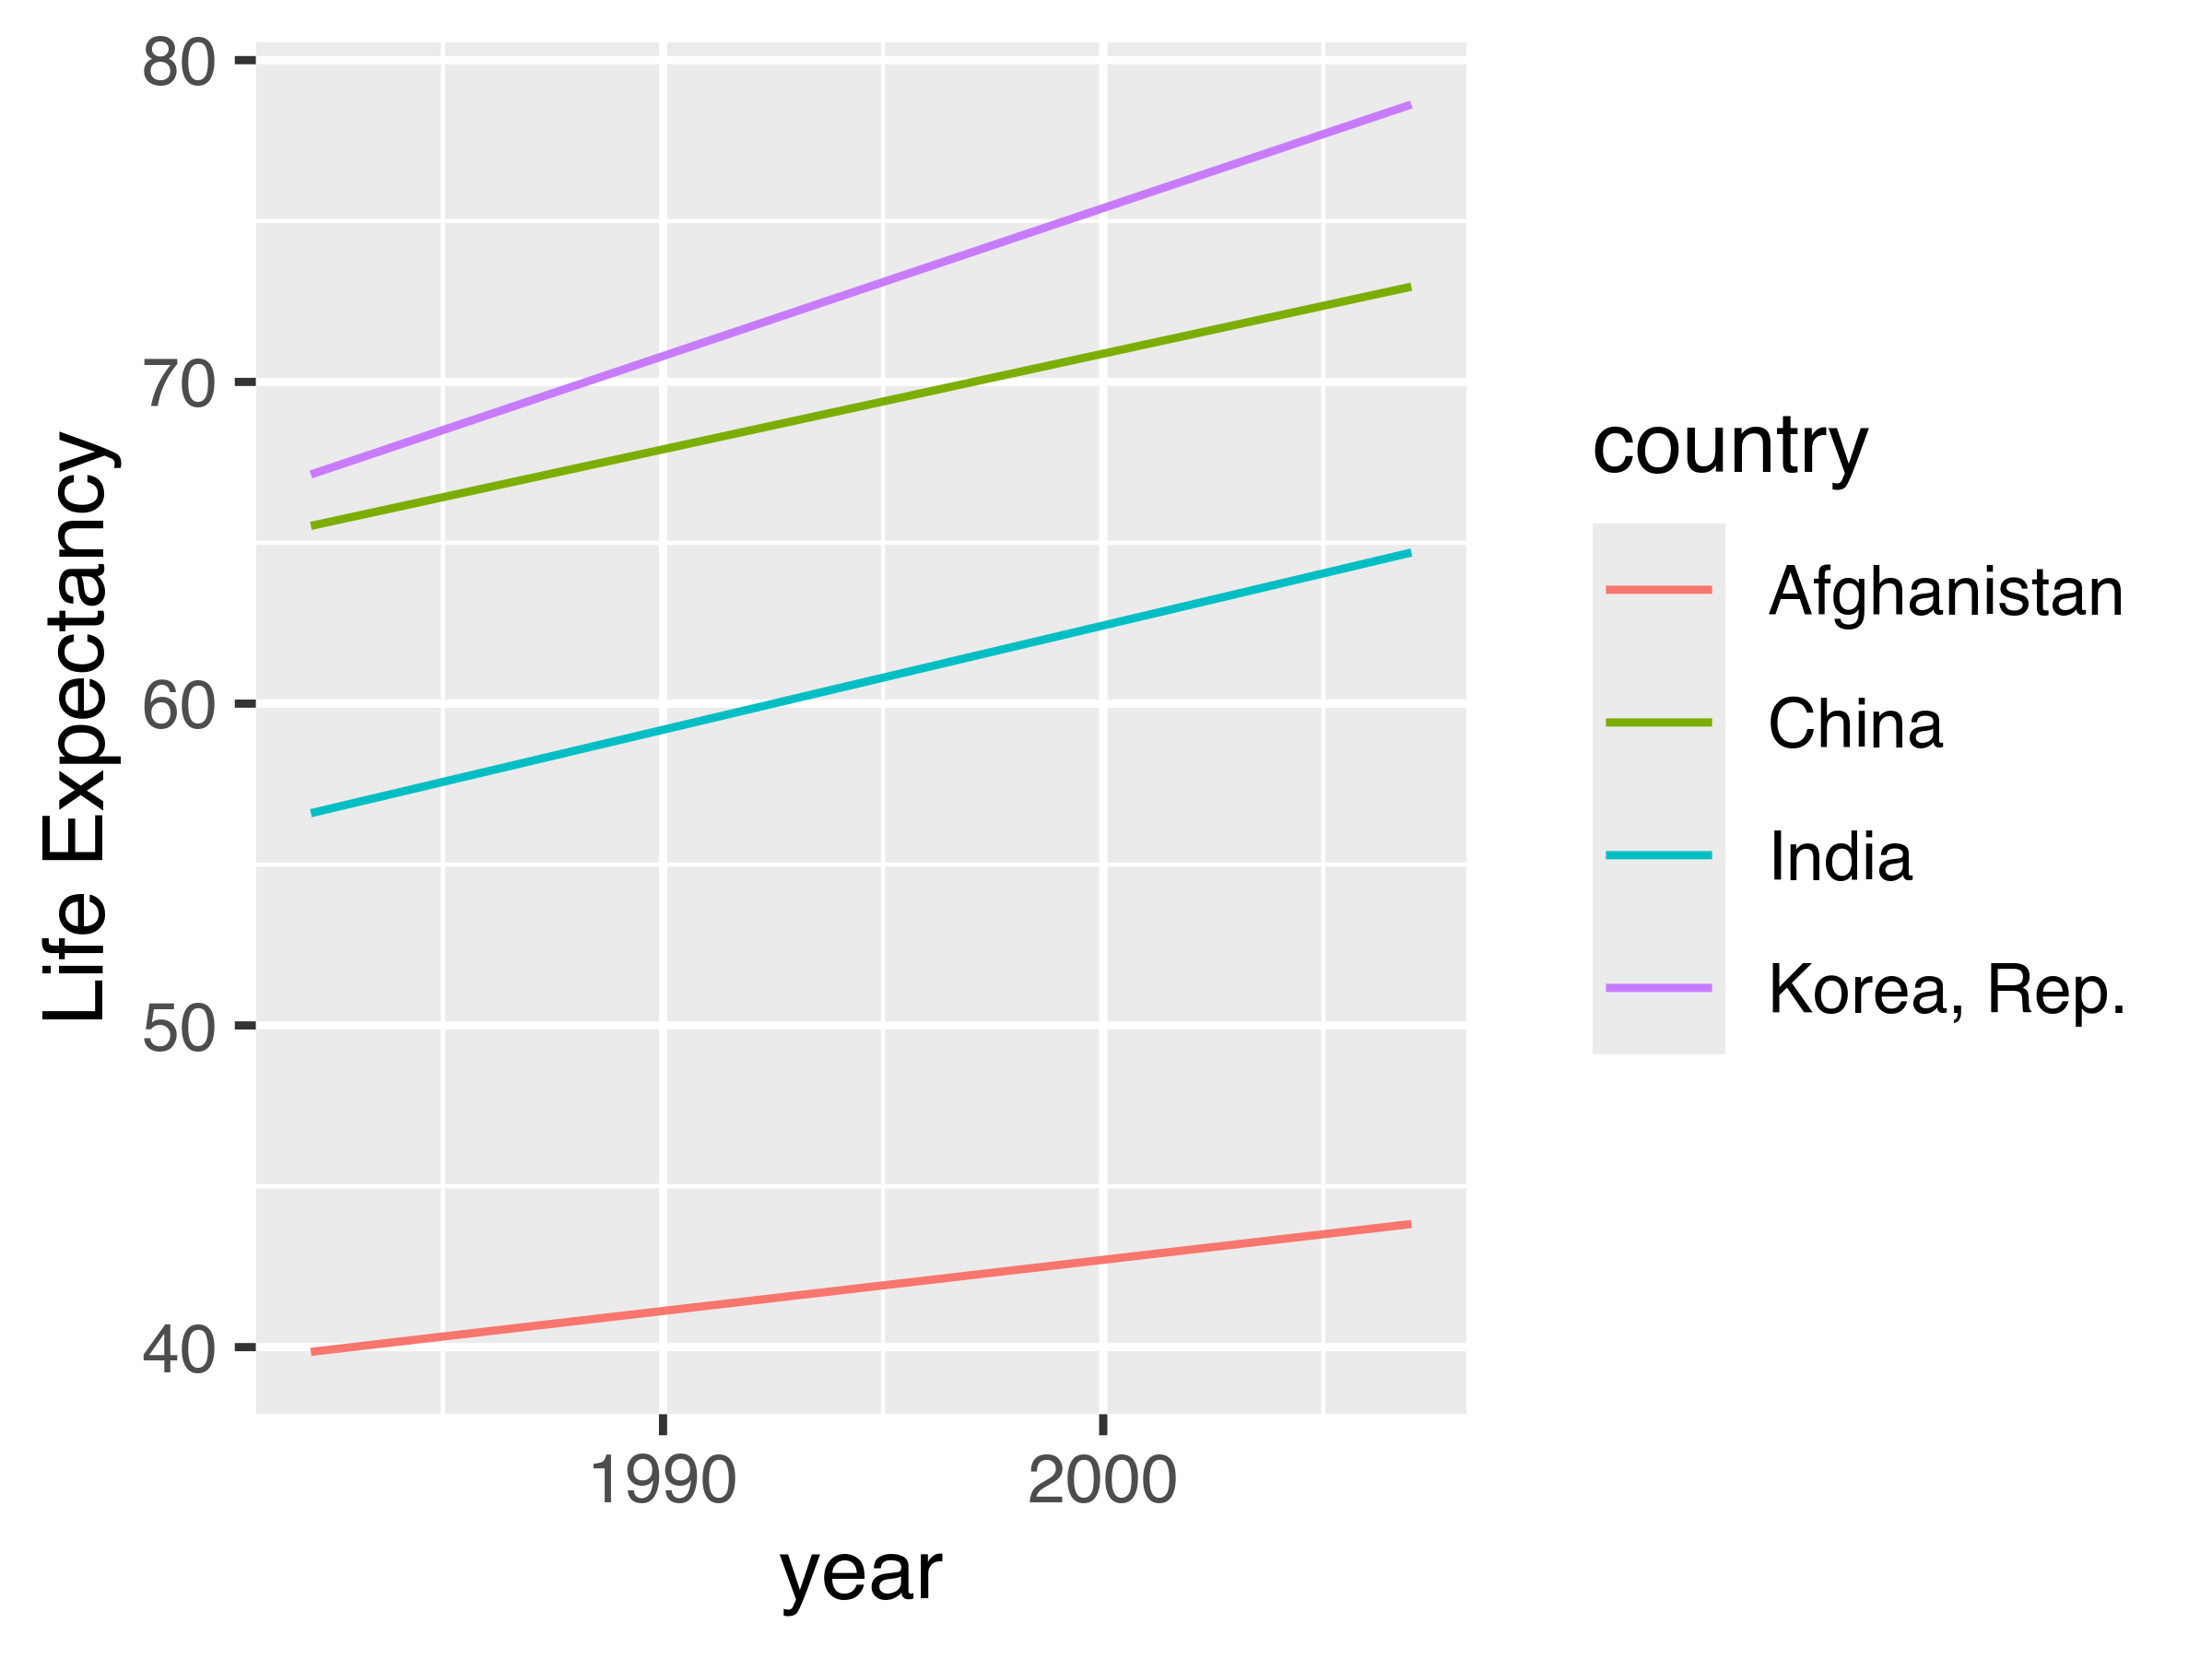 80
70
60
50
40
Life Expectancy
1990 2000
year
country
Afghanistan
China
India
Korea, Rep.